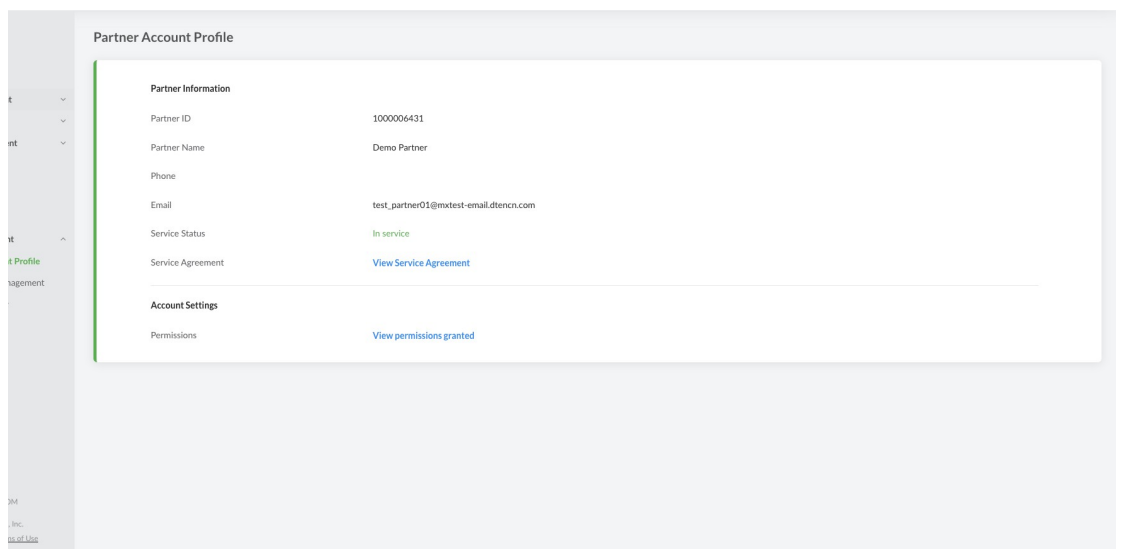 Partner Account Profile
Partner Information
Partner ID 1000006431
Partner Name Demo Partner
Phone
Email test_partner01@mxtest-email.dtencn.com
Service Status In service
Service Agreement View Service Agreement
Account Settings
Permissions View permissions granted
t Profile
nagement
, Inc.
ns of Use